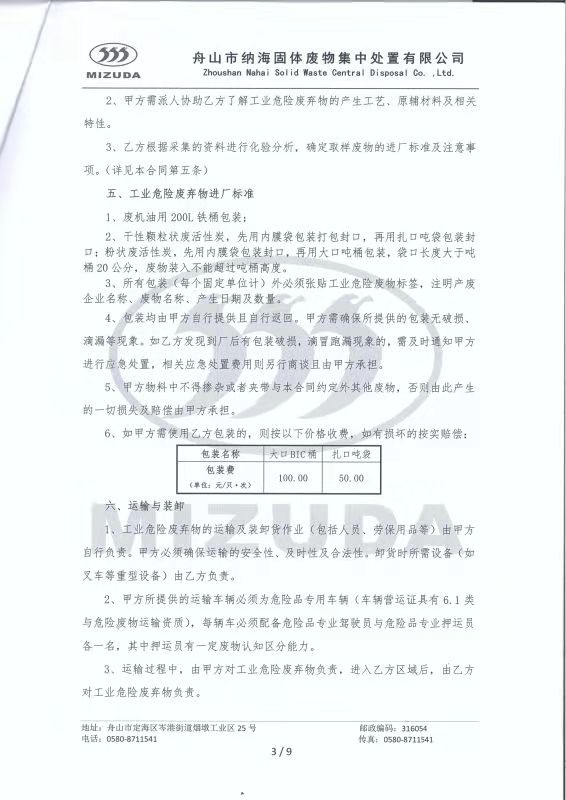 MIZUDA
舟山市纳海固体废物集中处置有限公司
Zhoushan Nahai Solid Waste Central Disposal Co. ,Ltd.
2、甲方需派人协助乙方了解工业危险废弃物的产生工艺、原辅材料及相关
特性。
3、乙方根据采集的资料进行化验分析，确定取样废物的进厂标准及注意事
项。（详见本合同第五条）
五、工业危险废弃物进厂标准
1、废机油用 200L 铁桶包装；
2、干性颗粒状废活性炭，先用内膜袋包装打包封口，再用扎口吨袋包装封
口；粉状废活性炭，先用内膜袋包装封口，再用大口吨桶包装，袋口长度大于吨
桶 20 公分，废物装入不能超过吨桶高度。
3、所有包装（每个固定单位计）外必须张贴工业危险废物标签，注明产废
企业名称、废物名称、产生日期及数量。
4、包装均由甲方自行提供且自行返回。甲方需确保所提供的包装无破损、
滴漏等现象。如乙方发现到厂后有包装破损，滴冒跑漏现象的，需及时通知甲方
进行应急处置，相关应急处置费用则另行商谈且由甲方承担。
5、甲方物料中不得掺杂或者夹带与本合同约定外其他废物，否则由此产生
的一切损失及赔偿由甲方承担。
6、如甲方需使用乙方包装的，则按以下价格收费，如有损坏的按实赔偿；
包装名称 大口BIC桶 扎口吨袋
包装费
（单位：元/只·次） 100.00 50.00
六、运输与装卸
MIZUDA
1、工业危险废弃物的运输及装卸货作业（包括人员、劳保用品等）由甲方
自行负责。甲方必须确保运输的安全性、及时性及合法性。卸货时所需设备（如
叉车等重型设备）由乙方负责。
2、甲方所提供的运输车辆必须为危险品专用车辆（车辆营运证具有 6.1 类
与危险废物运输资质），每辆车必须配备危险品专业驾驶员与危险品专业押运员
各一名，其中押运员有一定废物认知区分能力。
3、运输过程中，由甲方对工业危险废弃物负责，进入乙方区域后，由乙方
对工业危险废弃物负责。
地址：舟山市定海区岑港街道烟墩工业区 25 号 邮政编码：316054
电话：0580-8711541 传真：0580-8711541
3 / 9